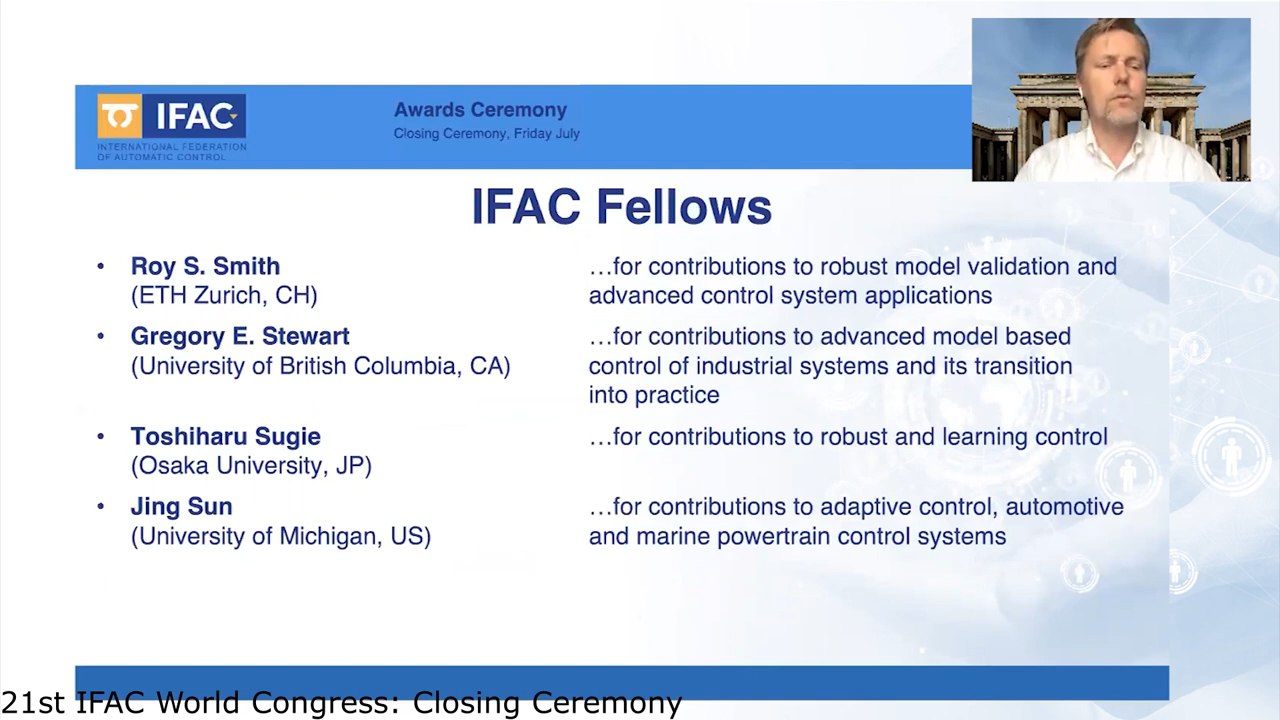 IFAC
INTERNATIONAL FEDERATION
OF AUTOMATIC CONTROL
Awards Ceremony
Closing Ceremony, Friday July
IFAC Fellows
• Roy S. Smith
(ETH Zurich, CH)
…for contributions to robust model validation and
advanced control system applications
• Gregory E. Stewart
(University of British Columbia, CA)
…for contributions to advanced model based
control of industrial systems and its transition
into practice
• Toshiharu Sugie
(Osaka University, JP)
…for contributions to robust and learning control
• Jing Sun
(University of Michigan, US)
…for contributions to adaptive control, automotive
and marine powertrain control systems
21st IFAC World Congress: Closing Ceremony